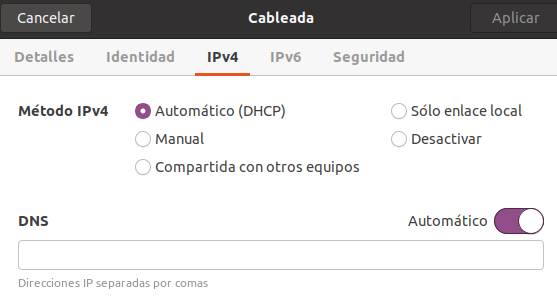 Cancelar Cableada Aplicar
Detalles Identidad IPv4 IPv6 Seguridad
Método IPv4 Automático (DHCP) Sólo enlace local
Manual Desactivar
Compartida con otros equipos
DNS Automático
Direcciones IP separadas por comas